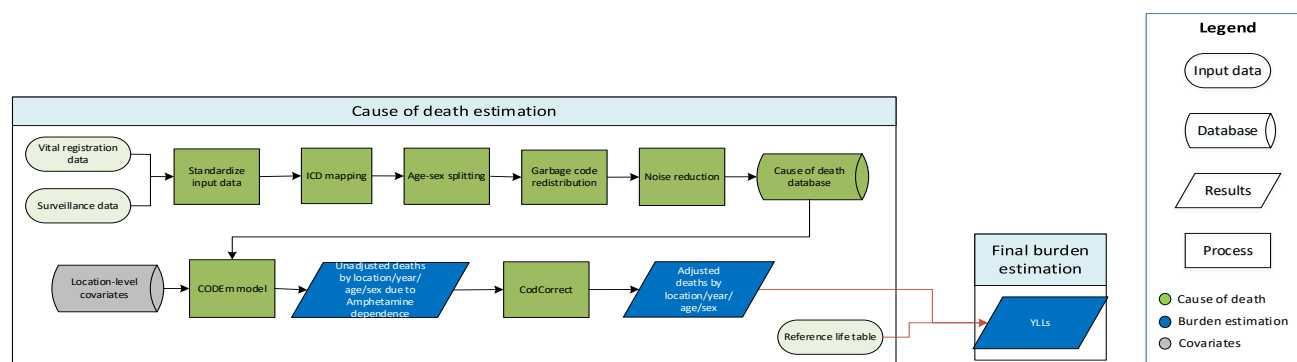 Legend
Input data
Database
Results
Process
Cause of death
Burden estimation
Covariates
Cause of death estimation
Vital registration
data
Surveillance data
Standardize
input data
ICD mapping
Age-sex splitting
Garbage code
redistribution
Noise reduction
Cause of death
database
Location-level
covariates
CODEm model
Unadjusted deaths
by location/year/
age/sex due to
Amphetamine
dependence
CodCorrect
Adjusted
deaths by
location/year/
age/sex
Reference life table
Final burden
estimation
YLLs